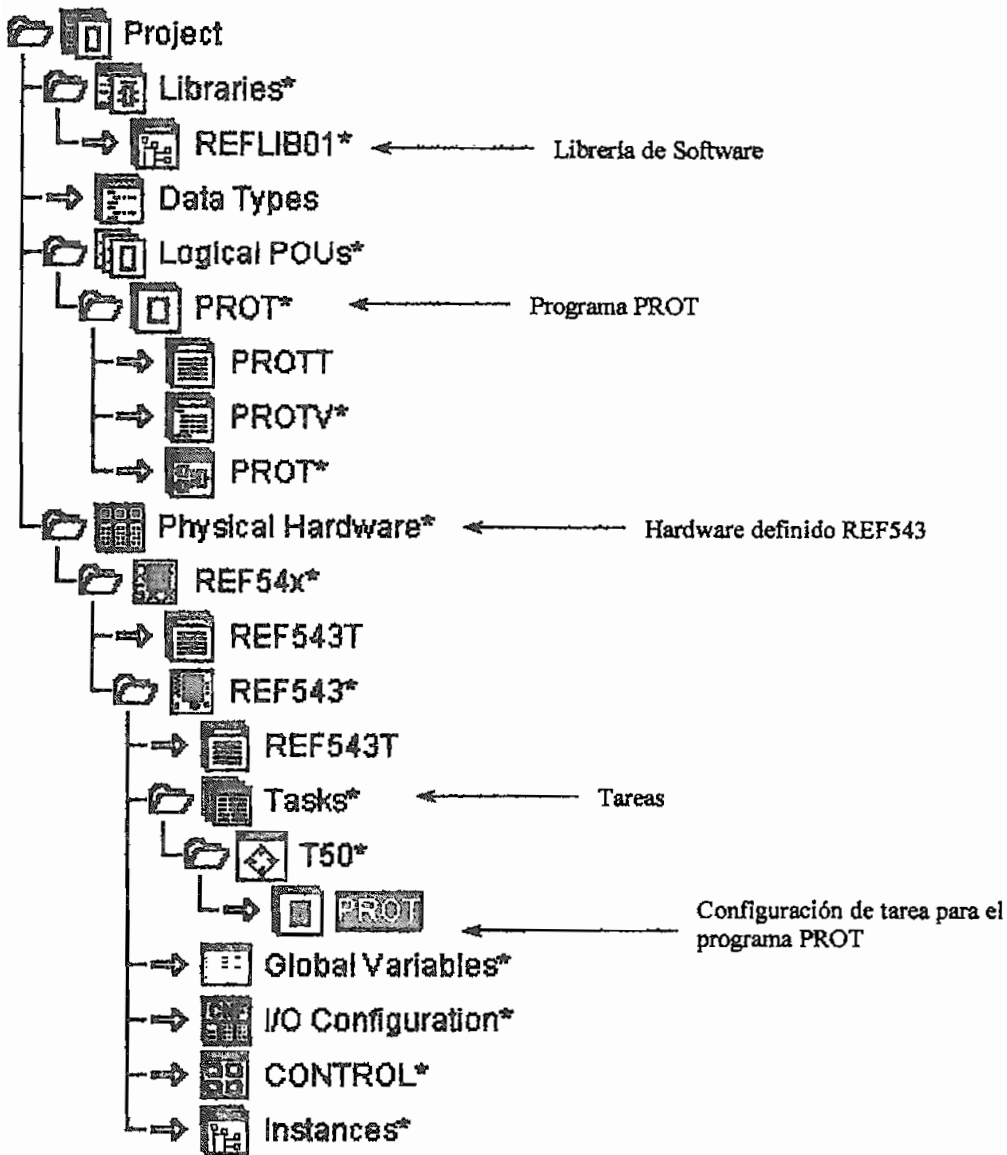 Project
Libraries*
REFLIB01* Librería de Software
Data Types
Logical POUs*
PROT* Programa PROT
PROTT
PROTV*
PROT*
Physical Hardware* Hardware definido REF543
REF54x*
REF543T
REF543*
REF543T
Tasks* Tareas
T50*
PROT
Configuración de tarea para el
programa PROT
Global Variables*
I/O Configuration*
CONTROL*
Instances*